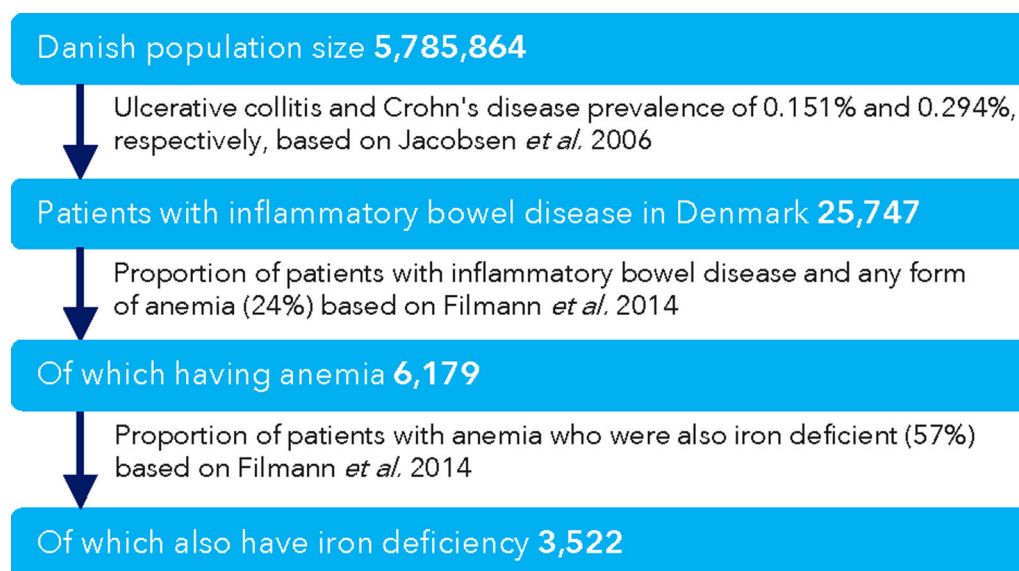 Danish population size 5,785,864
Ulcerative collitis and Crohn's disease prevalence of 0.151% and 0.294%,
respectively, based on Jacobsen et al. 2006
Patients with inflammatory bowel disease in Denmark 25,747
Proportion of patients with inflammatory bowel disease and any form
of anemia (24%) based on Filmann et al. 2014
Of which having anemia 6,179
Proportion of patients with anemia who were also iron deficient (57%)
based on Filmann et al. 2014
Of which also have iron deficiency 3,522